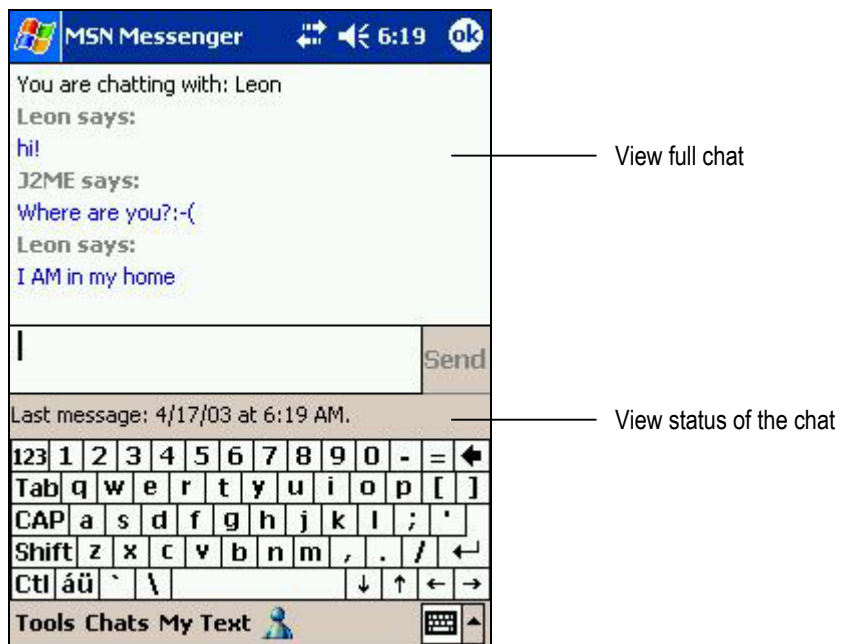 MSN Messenger 6:19 ok
You are chatting with: Leon
Leon says:
hi!
View full chat
J2ME says:
Where are you?:-(
Leon says:
I AM in my home
Send
Last message: 4/17/03 at 6:19 AM.
View status of the chat
123 1 2 3 4 5 6 7 8 9 0 - = 🡸
Tab q w e r t y u i o p [ ]
CAP a s d f g h j k l ; '
Shift z x c v b n m , . / ↵
Ctl áü ` \ ↓ ↑ ← →
Tools Chats My Text